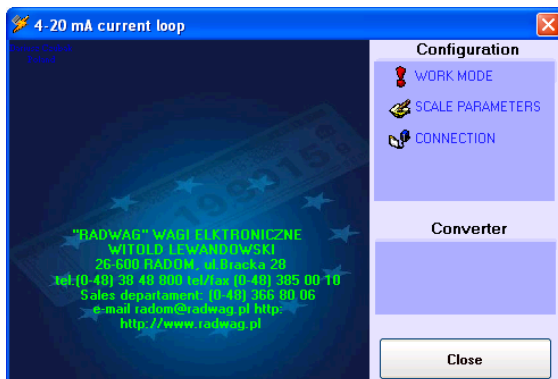 4-20 mA current loop
Configuration
WORK MODE
SCALE PARAMETERS
CONNECTION
Converter
Close
199915
"RADWAG" WAGI ELKTRONICZNE
WITOLD LEWANDOWSKI
26-600 RADOM, ul.Bracka 28
tel.(0-48) 38 48 800 tel/fax (0-48) 385 00 10
Sales departament: (0-48) 366 80 06
e-mail radom@radwag.pl http:
http://www.radwag.pl